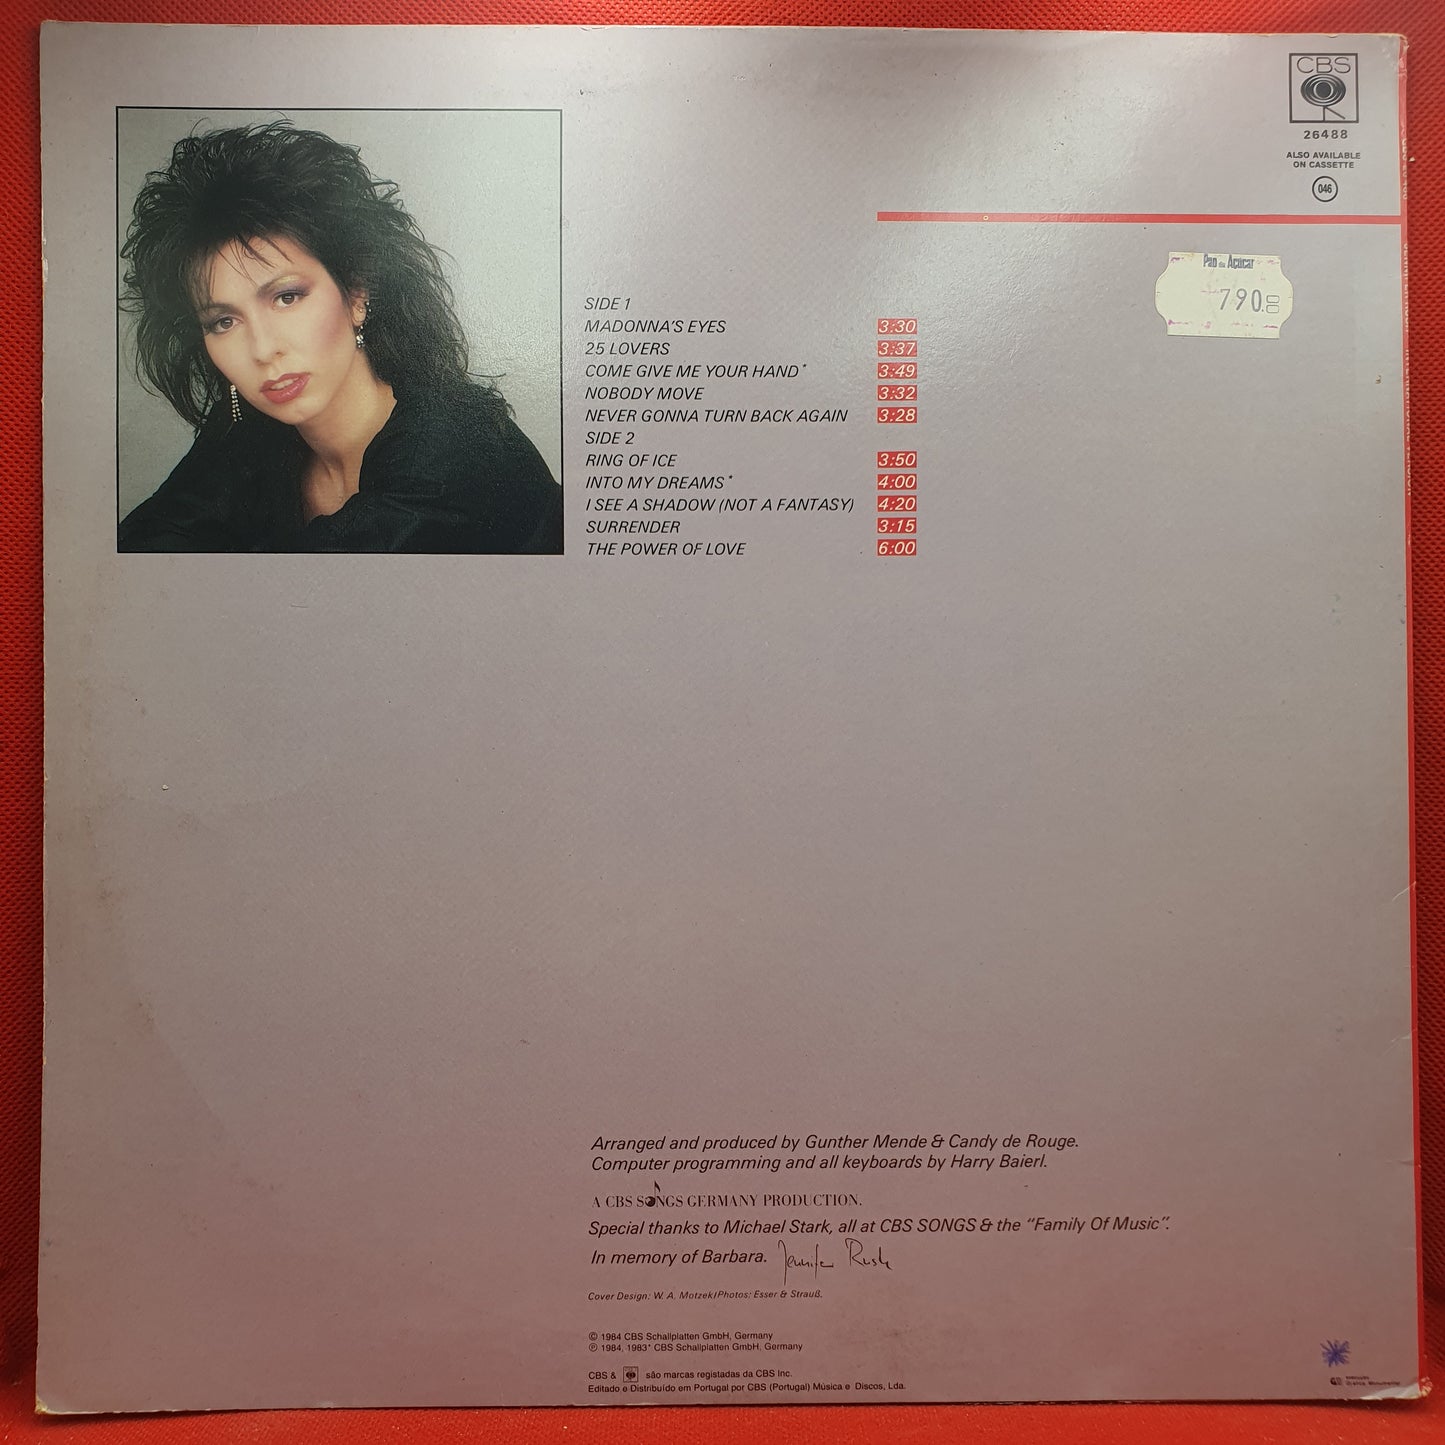 CBS
26488
ALSO AVAILABLE
ON CASSETTE
046
Pão de Açúcar
790.00
SIDE 1
MADONNA'S EYES 3:30
25 LOVERS 3:37
COME GIVE ME YOUR HAND* 3:49
NOBODY MOVE 3:32
NEVER GONNA TURN BACK AGAIN 3:28
SIDE 2
RING OF ICE 3:50
INTO MY DREAMS* 4:00
I SEE A SHADOW (NOT A FANTASY) 4:20
SURRENDER 3:15
THE POWER OF LOVE 6:00
Arranged and produced by Gunther Mende & Candy de Rouge.
Computer programming and all keyboards by Harry Baierl.
A CBS SONGS GERMANY PRODUCTION.
Special thanks to Michael Stark, all at CBS SONGS & the "Family Of Music".
In memory of Barbara. Jennifer Rush
Cover Design: W. A. Motzek/Photos: Esser & Strauß.
© 1984 CBS Schallplatten GmbH, Germany
℗ 1984, 1983* CBS Schallplatten GmbH, Germany
CBS & são marcas registadas da CBS Inc.
Editado e Distribuído em Portugal por CBS (Portugal) Música e Discos, Lda.